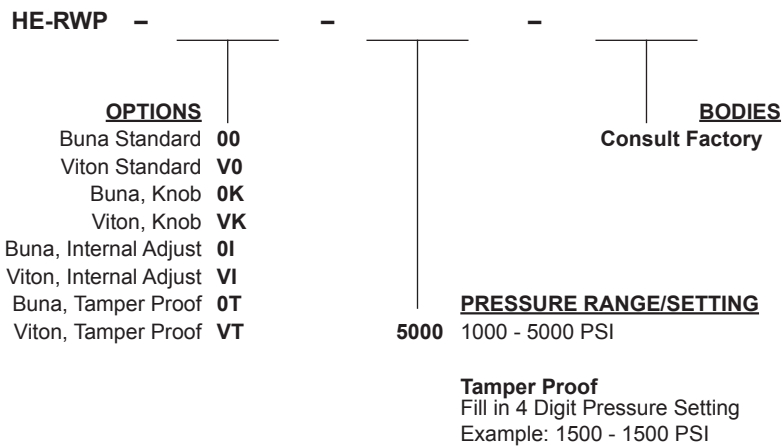 HE-RWP – – –
OPTIONS
Buna Standard 00
Viton Standard V0
Buna, Knob 0K
Viton, Knob VK
Buna, Internal Adjust 0I
Viton, Internal Adjust VI
Buna, Tamper Proof 0T
Viton, Tamper Proof VT
PRESSURE RANGE/SETTING
5000 1000 - 5000 PSI
Tamper Proof
Fill in 4 Digit Pressure Setting
Example: 1500 - 1500 PSI
BODIES
Consult Factory